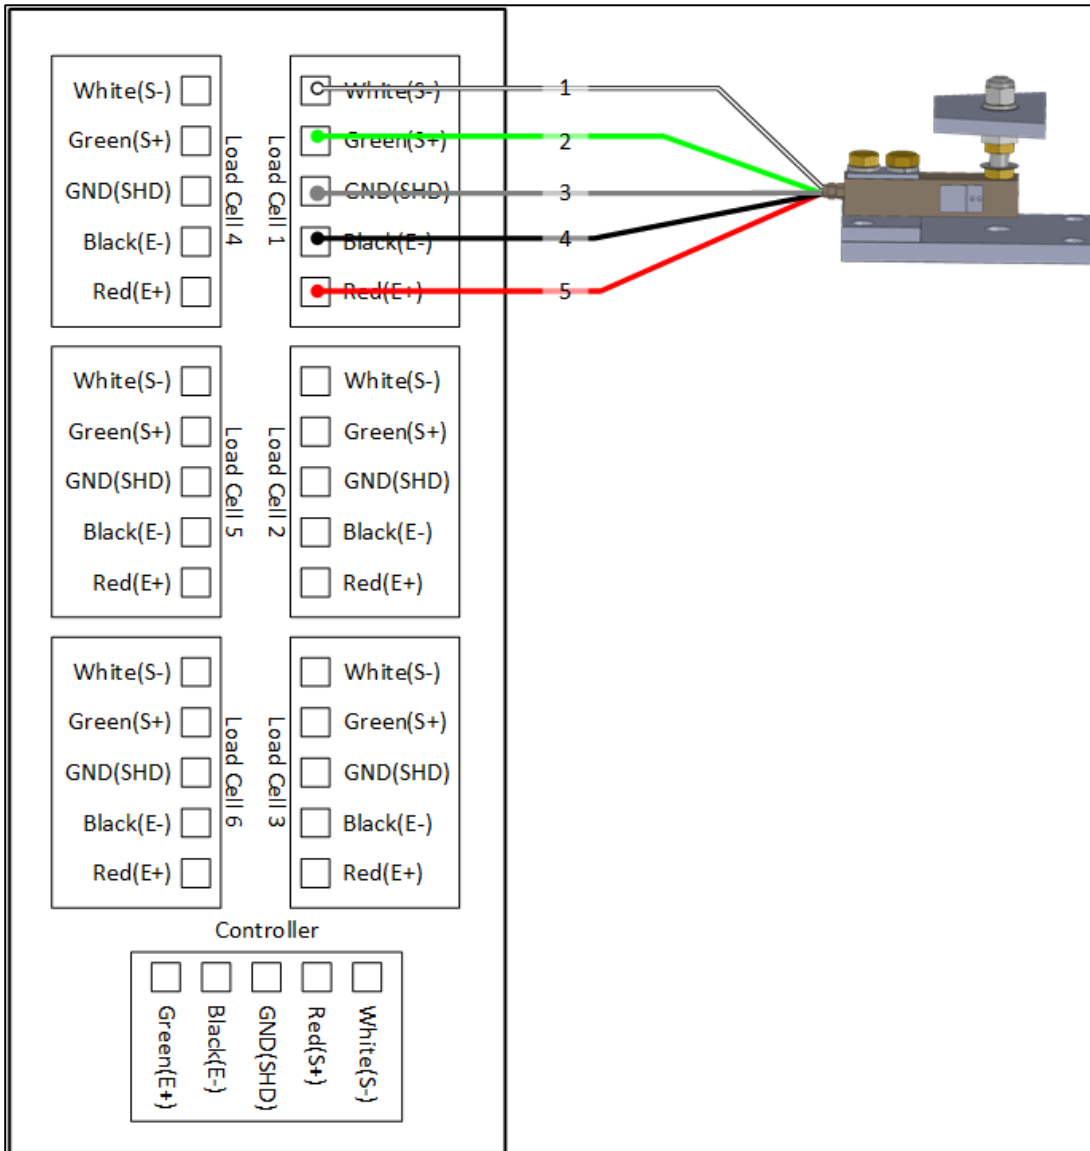 White(S-)
Green(S+)
GND(SHD)
Black(E-)
Red(E+)
Load Cell 4
Load Cell 1
White(S-)
Green(S+)
GND(SHD)
Black(E-)
Red(E+)
1
2
3
4
5
White(S-)
Green(S+)
GND(SHD)
Black(E-)
Red(E+)
Load Cell 5
Load Cell 2
White(S-)
Green(S+)
GND(SHD)
Black(E-)
Red(E+)
White(S-)
Green(S+)
GND(SHD)
Black(E-)
Red(E+)
Load Cell 6
Load Cell 3
White(S-)
Green(S+)
GND(SHD)
Black(E-)
Red(E+)
Controller
Green(E+)
Black(E-)
GND(SHD)
Red(S+)
White(S-)